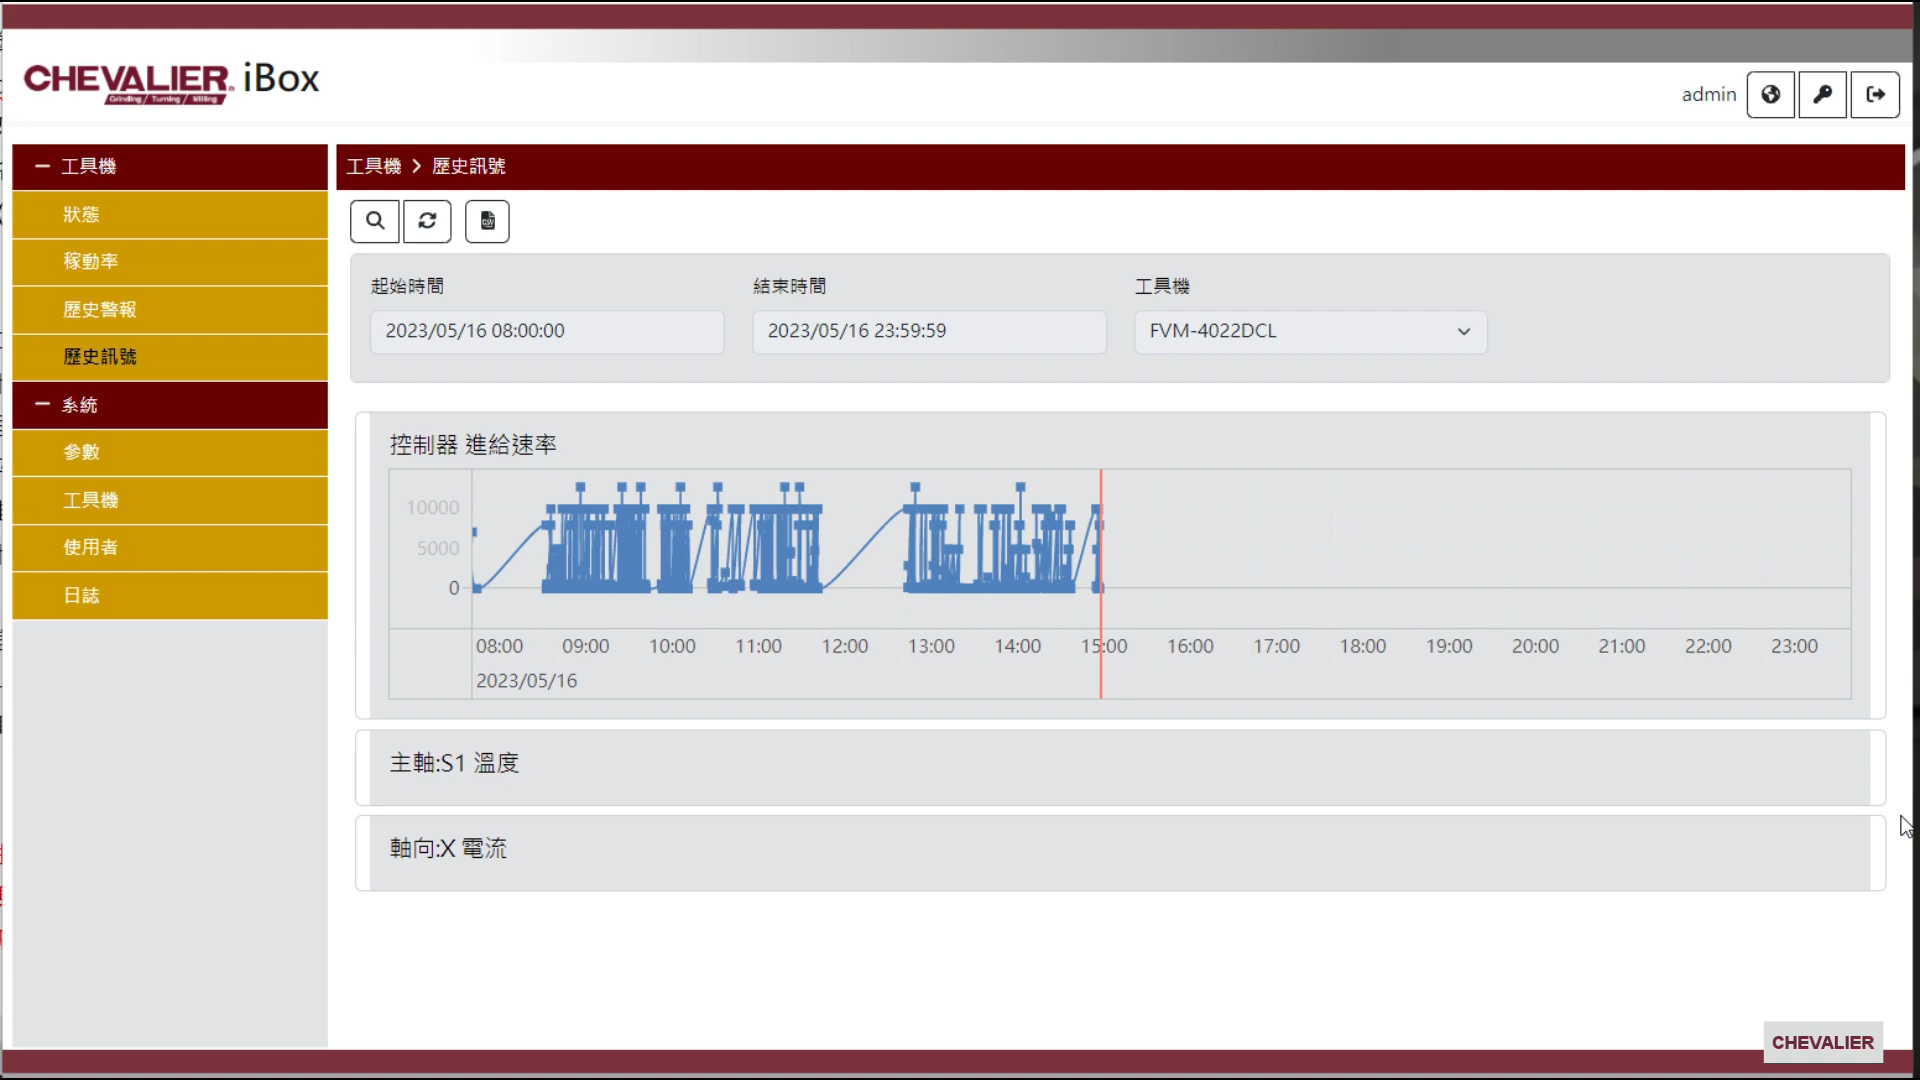 CHEVALIER® iBox
Grinding / Turning / Milling
admin
工具機
狀態
稼動率
歷史警報
歷史訊號
系統
參數
工具機
使用者
日誌
工具機 > 歷史訊號
CSV
起始時間
結束時間
工具機
2023/05/16 08:00:00
2023/05/16 23:59:59
FVM-4022DCL
控制器 進給速率
10000
5000
0
08:00 09:00 10:00 11:00 12:00 13:00 14:00 15:00 16:00 17:00 18:00 19:00 20:00 21:00 22:00 23:00
2023/05/16
主軸:S1 溫度
軸向:X 電流
CHEVALIER